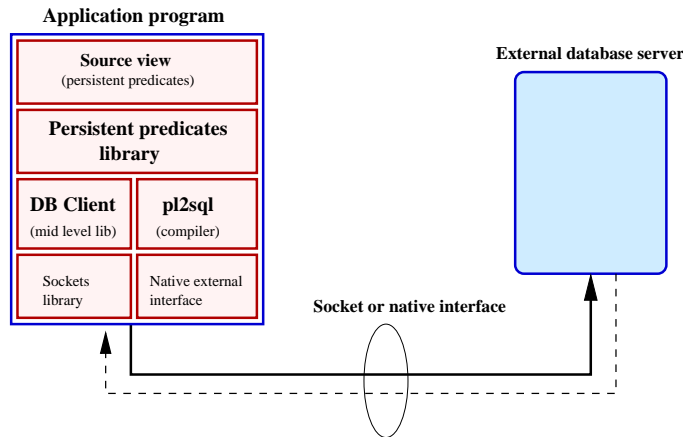 Application program
External database server
Source view
(persistent predicates)
Persistent predicates
library
DB Client
(mid level lib)
pl2sql
(compiler)
Sockets
library
Native external
interface
Socket or native interface